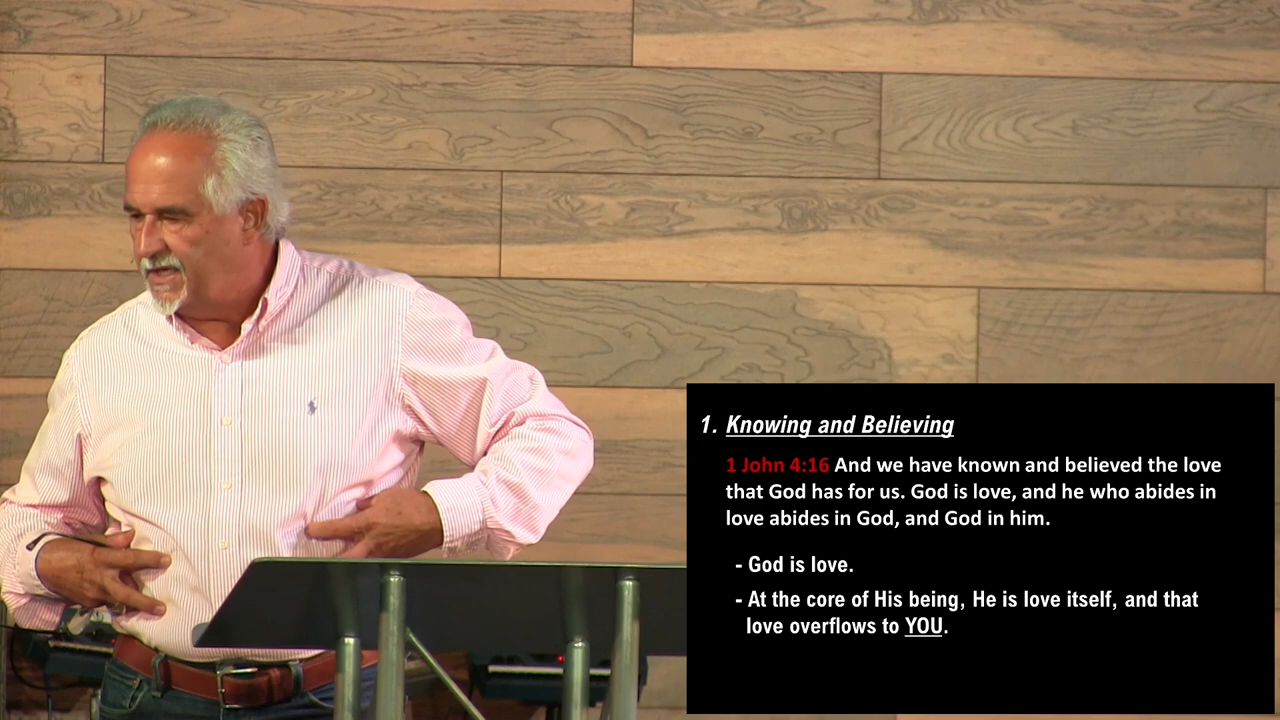 1. Knowing and Believing
1 John 4:16 And we have known and believed the love
that God has for us. God is love, and he who abides in
love abides in God, and God in him.
- God is love.
- At the core of His being, He is love itself, and that
love overflows to YOU.